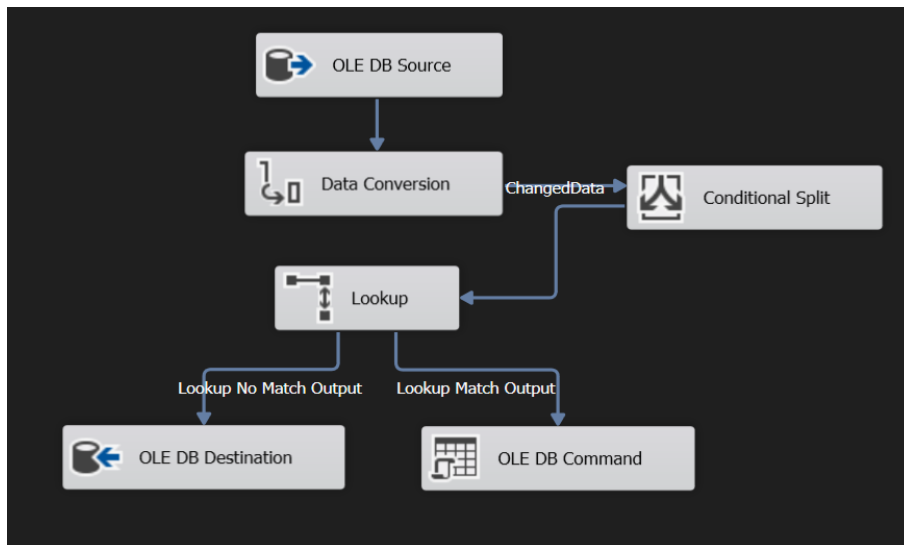 OLE DB Source
Data Conversion
ChangedData
Conditional Split
Lookup
Lookup No Match Output
Lookup Match Output
OLE DB Destination
OLE DB Command